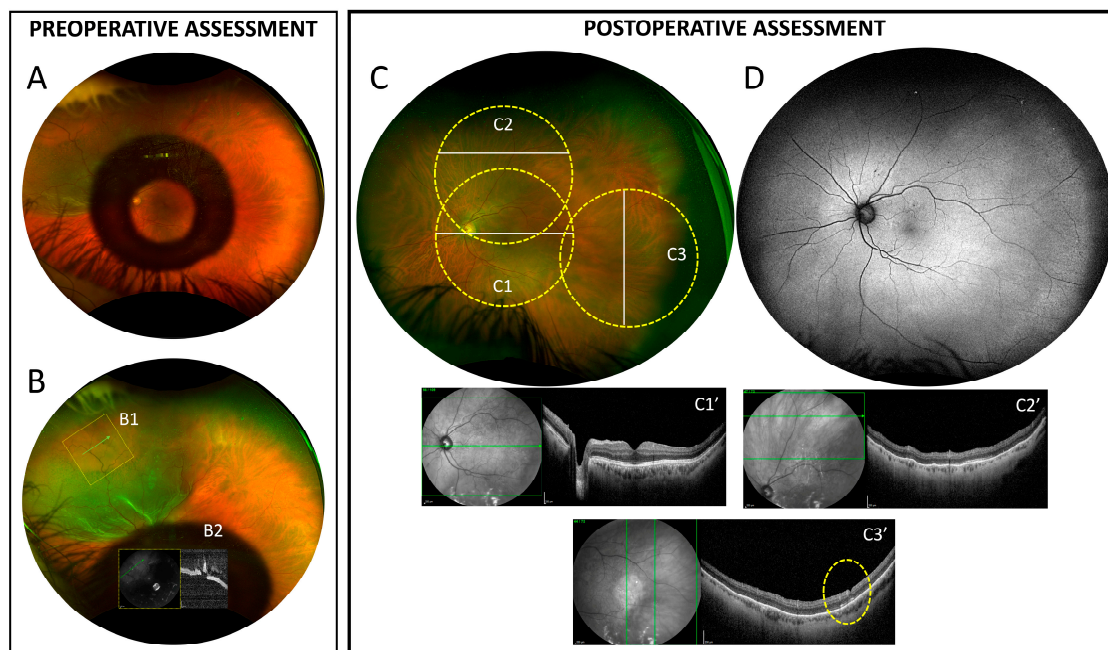 PREOPERATIVE ASSESSMENT
POSTOPERATIVE ASSESSMENT
A
B
B1
B2
C
C2
C1
C3
D
C1’
C2’
C3’